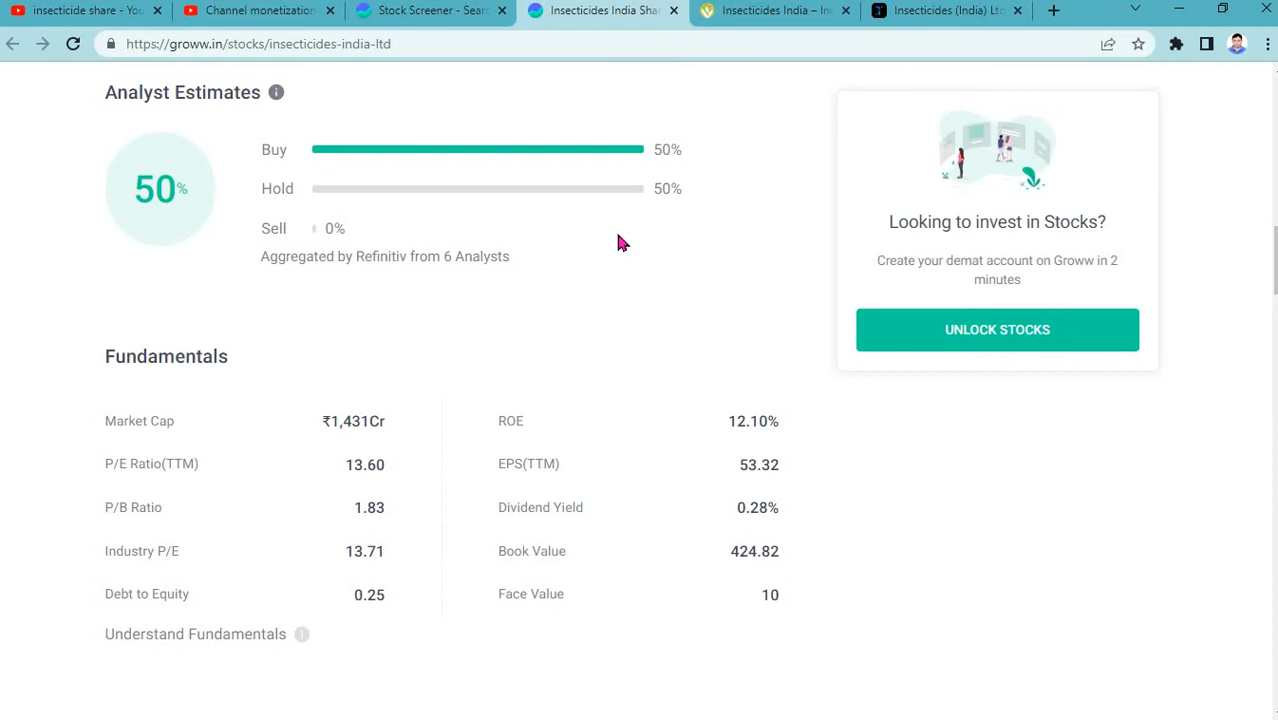 insecticide share - You
Channel monetization
Stock Screener - Sear
Insecticides India Sha
Insecticides India – In
Insecticides (India) Lt
https://groww.in/stocks/insecticides-india-ltd
Analyst Estimates
50%
Buy 50%
Hold 50%
Sell 0%
Aggregated by Refinitiv from 6 Analysts
Looking to invest in Stocks?
Create your demat account on Groww in 2
minutes
UNLOCK STOCKS
Fundamentals
Market Cap ₹1,431Cr ROE 12.10%
P/E Ratio(TTM) 13.60 EPS(TTM) 53.32
P/B Ratio 1.83 Dividend Yield 0.28%
Industry P/E 13.71 Book Value 424.82
Debt to Equity 0.25 Face Value 10
Understand Fundamentals